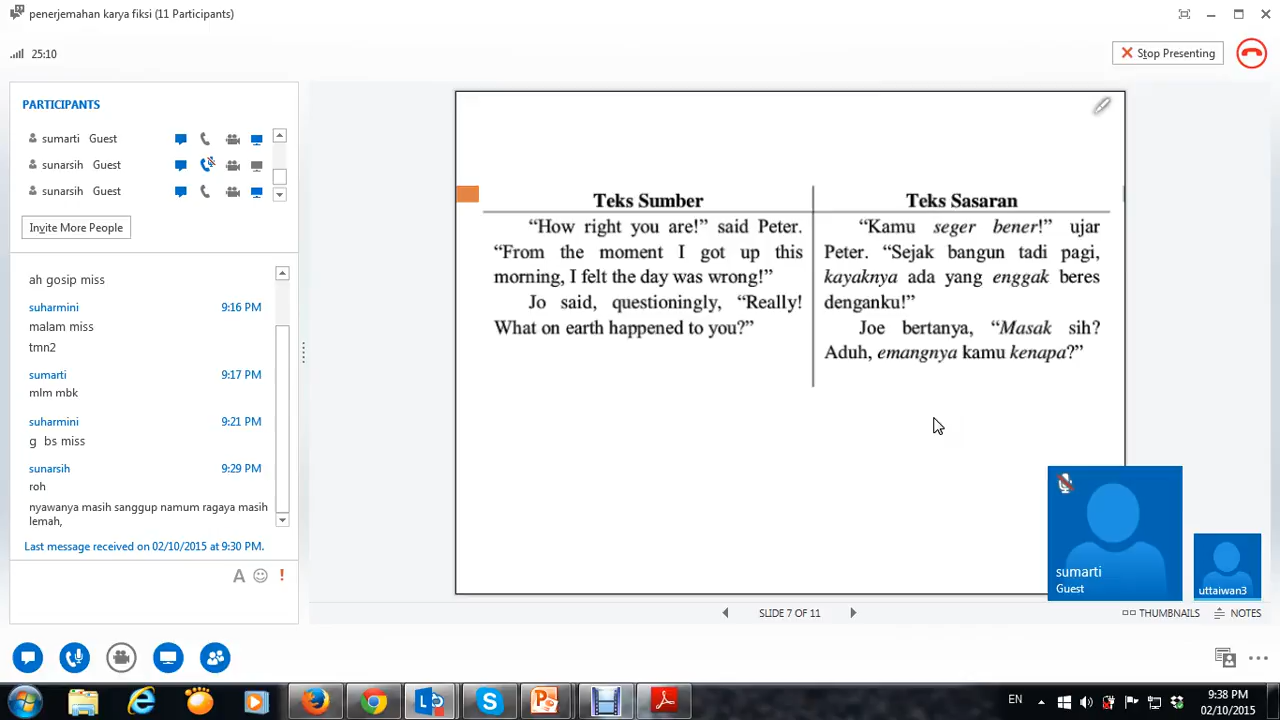 penerjemahan karya fiksi (11 Participants)
25:10
Stop Presenting
PARTICIPANTS
sumarti Guest
sunarsih Guest
sunarsih Guest
Invite More People
ah gosip miss
suharmini 9:16 PM
malam miss
tmn2
sumarti 9:17 PM
mlm mbk
suharmini 9:21 PM
g bs miss
sunarsih 9:29 PM
roh
nyawanya masih sanggup namum ragaya masih
lemah,
Last message received on 02/10/2015 at 9:30 PM.
Teks Sumber
“How right you are!” said Peter.
“From the moment I got up this
morning, I felt the day was wrong!”
Jo said, questioningly, “Really!
What on earth happened to you?”
Teks Sasaran
“Kamu seger bener!” ujar
Peter. “Sejak bangun tadi pagi,
kayaknya ada yang enggak beres
denganku!”
Joe bertanya, “Masak sih?
Aduh, emangnya kamu kenapa?”
sumarti
Guest
uttaiwan3
SLIDE 7 OF 11
THUMBNAILS
NOTES
EN
9:38 PM
02/10/2015